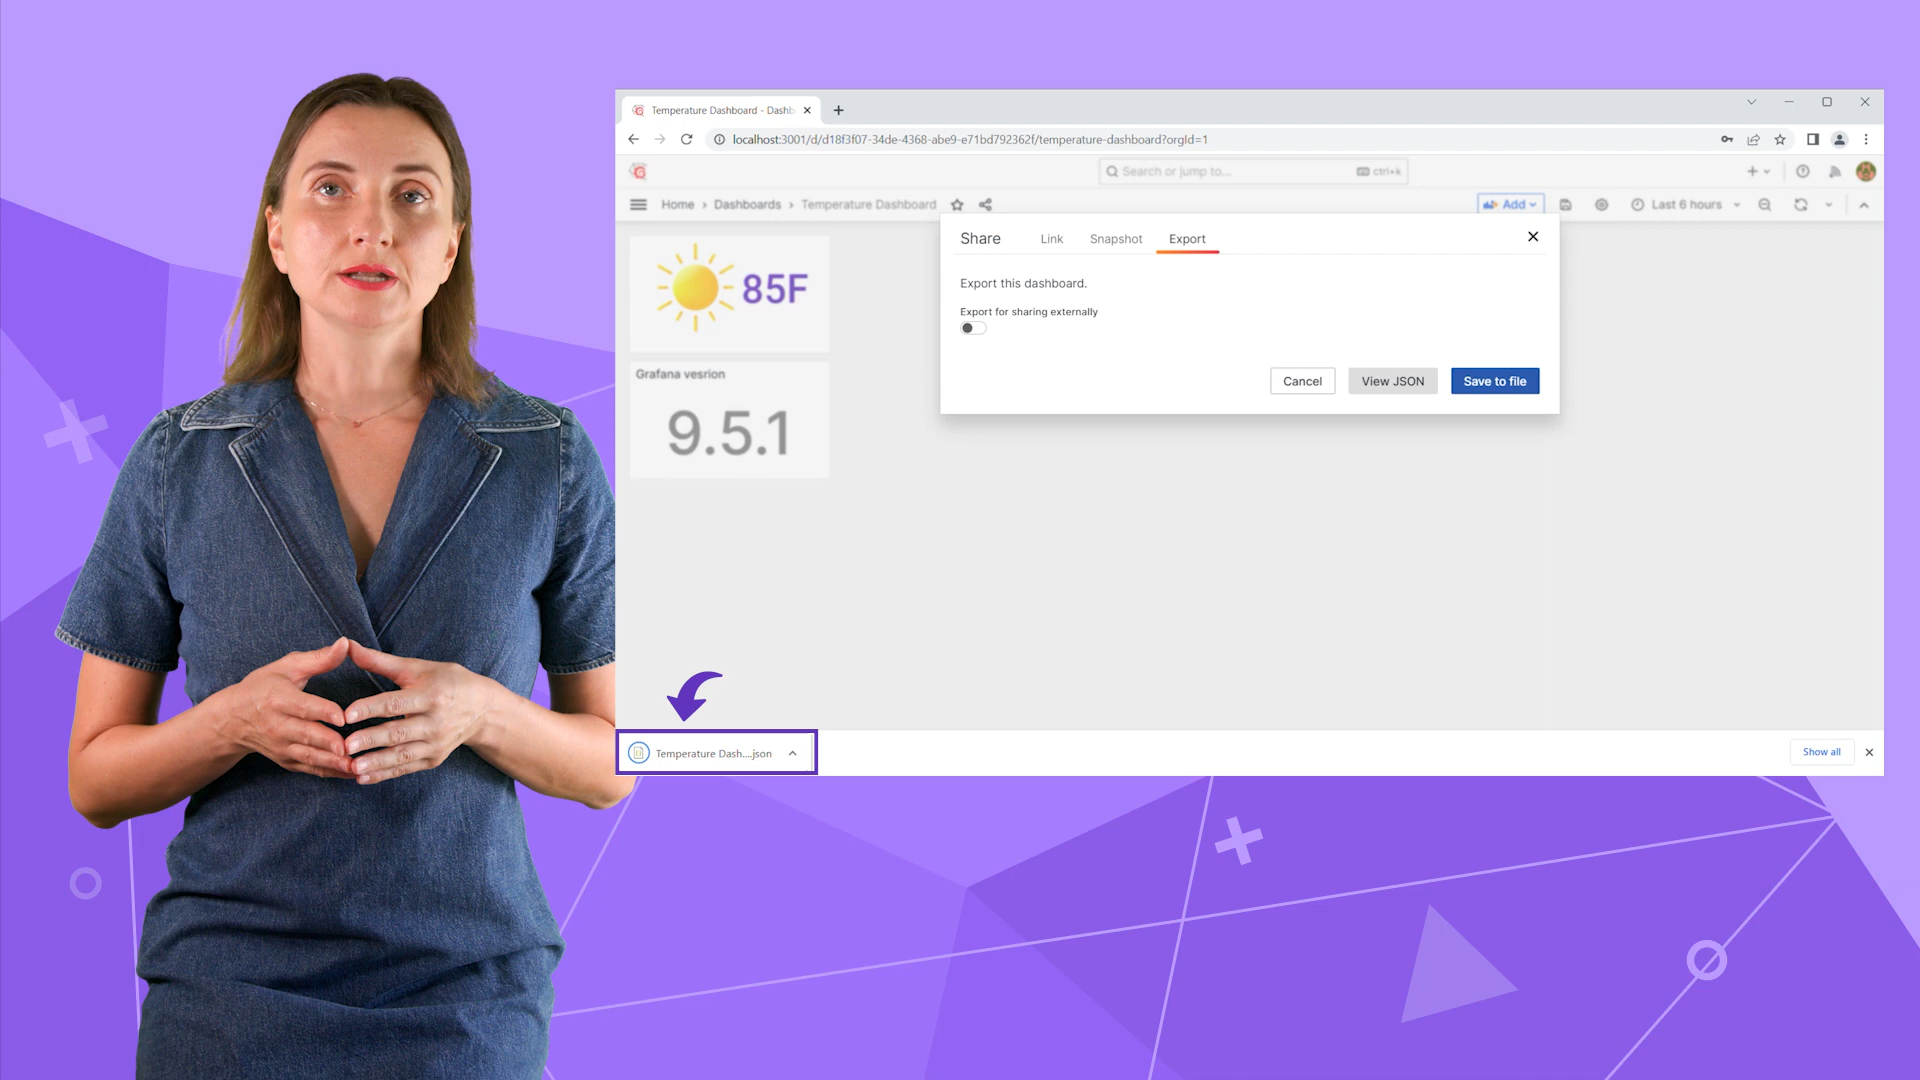 Temperature Dashboard - Dashb
localhost:3001/d/d18f3f07-34de-4368-abe9-e71bd792362f/temperature-dashboard?orgId=1
Search or jump to... ctrl+k
Home › Dashboards › Temperature Dashboard Add Last 6 hours
Share Link Snapshot Export
Export this dashboard.
Export for sharing externally
Cancel View JSON Save to file
85F
Grafana vesrion
9.5.1
Temperature Dash....json Show all